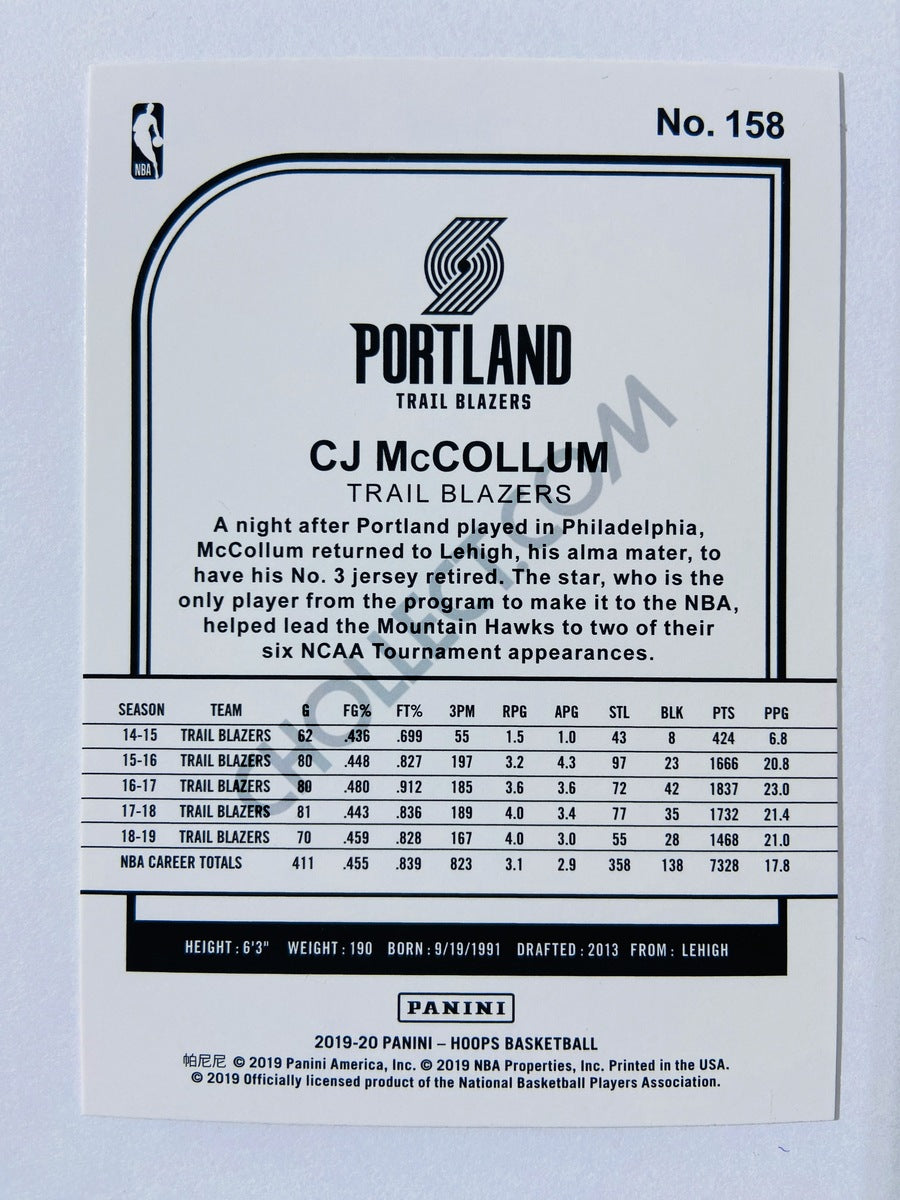 No. 158
NBA
PORTLAND
TRAIL BLAZERS
CJ McCOLLUM
TRAIL BLAZERS
A night after Portland played in Philadelphia,
McCollum returned to Lehigh, his alma mater, to
have his No. 3 jersey retired. The star, who is the
only player from the program to make it to the NBA,
helped lead the Mountain Hawks to two of their
six NCAA Tournament appearances.
CHOLLECT.COM
SEASON TEAM G FG% FT% 3PM RPG APG STL BLK PTS PPG
14-15 TRAIL BLAZERS 62 .436 .699 55 1.5 1.0 43 8 424 6.8
15-16 TRAIL BLAZERS 80 .448 .827 197 3.2 4.3 97 23 1666 20.8
16-17 TRAIL BLAZERS 80 .480 .912 185 3.6 3.6 72 42 1837 23.0
17-18 TRAIL BLAZERS 81 .443 .836 189 4.0 3.4 77 35 1732 21.4
18-19 TRAIL BLAZERS 70 .459 .828 167 4.0 3.0 55 28 1468 21.0
NBA CAREER TOTALS 411 .455 .839 823 3.1 2.9 358 138 7328 17.8
HEIGHT : 6'3" WEIGHT : 190 BORN : 9/19/1991 DRAFTED : 2013 FROM : LEHIGH
PANINI
2019-20 PANINI – HOOPS BASKETBALL
帕尼尼 © 2019 Panini America, Inc. © 2019 NBA Properties, Inc. Printed in the USA.
© 2019 Officially licensed product of the National Basketball Players Association.